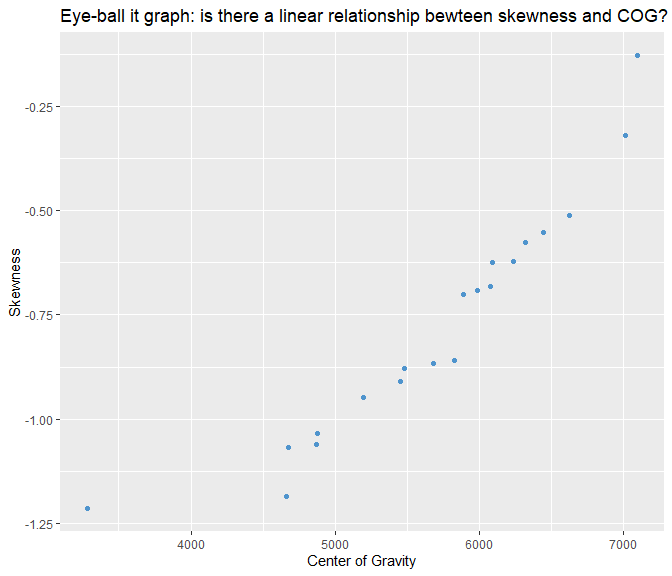 Eye-ball it graph: is there a linear relationship bewteen skewness and COG?
-0.25
-0.50
-0.75
-1.00
-1.25
Skewness
4000 5000 6000 7000
Center of Gravity